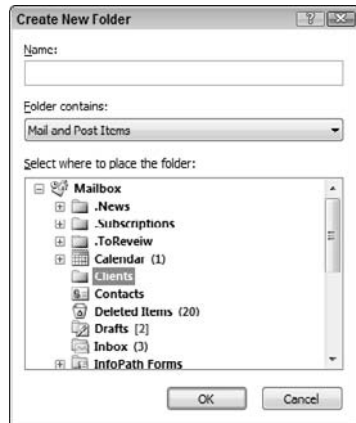 Create New Folder
Name:
Folder contains:
Mail and Post Items
Select where to place the folder:
Mailbox
.News
.Subscriptions
.ToReveiw
Calendar (1)
Clients
Contacts
Deleted Items (20)
Drafts [2]
Inbox (3)
InfoPath Forms
OK Cancel